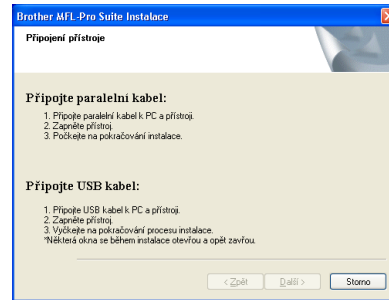 Brother MFL-Pro Suite Instalace
Připojení přístroje
Připojte paralelní kabel:
1. Připojte paralelní kabel k PC a přístroji.
2. Zapněte přístroj.
3. Počkejte na pokračování instalace.
Připojte USB kabel:
1. Připojte USB kabel k PC a přístroji.
2. Zapněte přístroj.
3. Vyčkejte na pokračování procesu instalace.
*Některá okna se během instalace otevřou a opět zavřou.
< Zpět
Další >
Storno